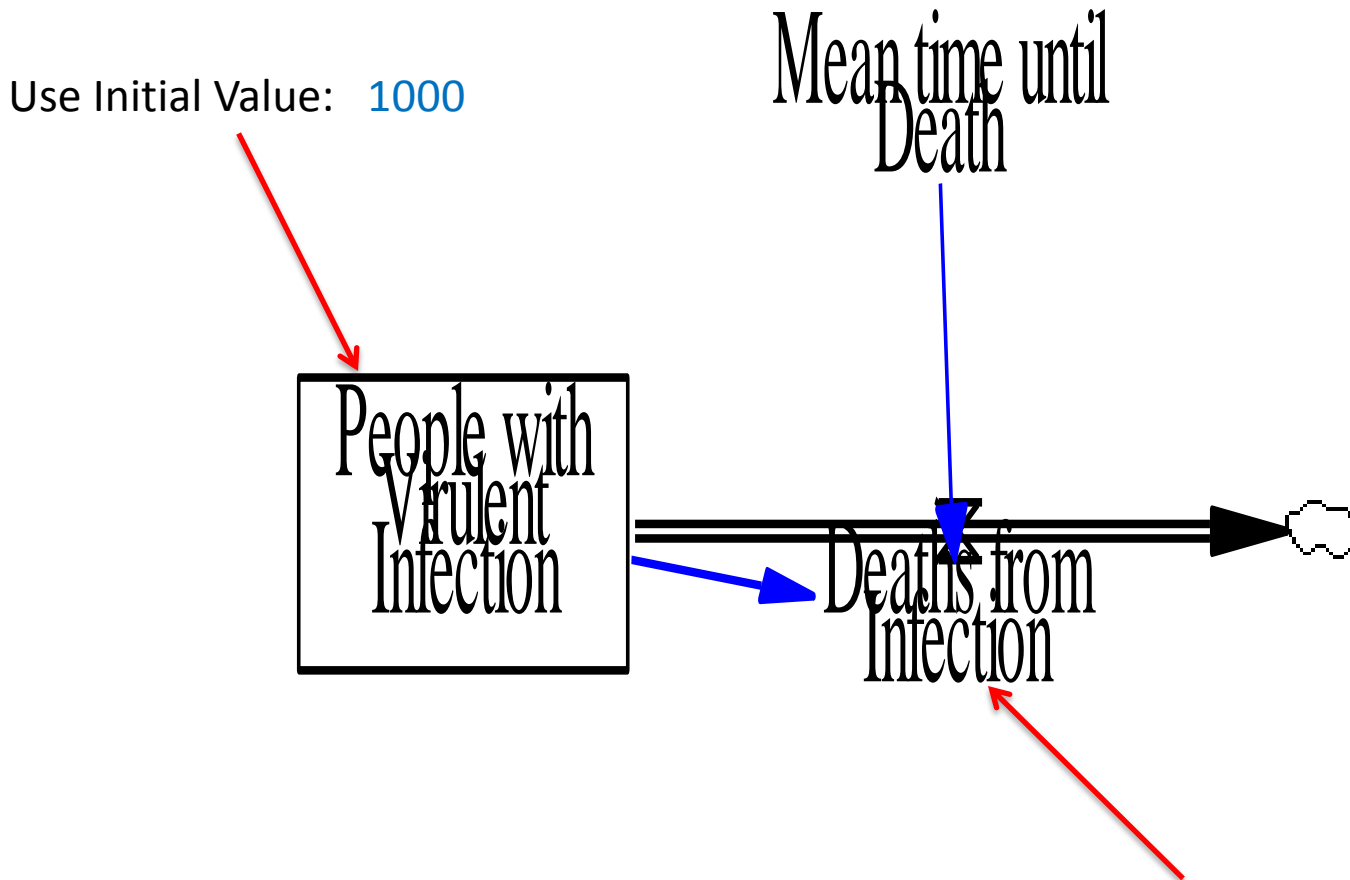 Use Initial Value: 1000
Mean time until
Death
People with
Virulent
Infection
Deaths from
Infection